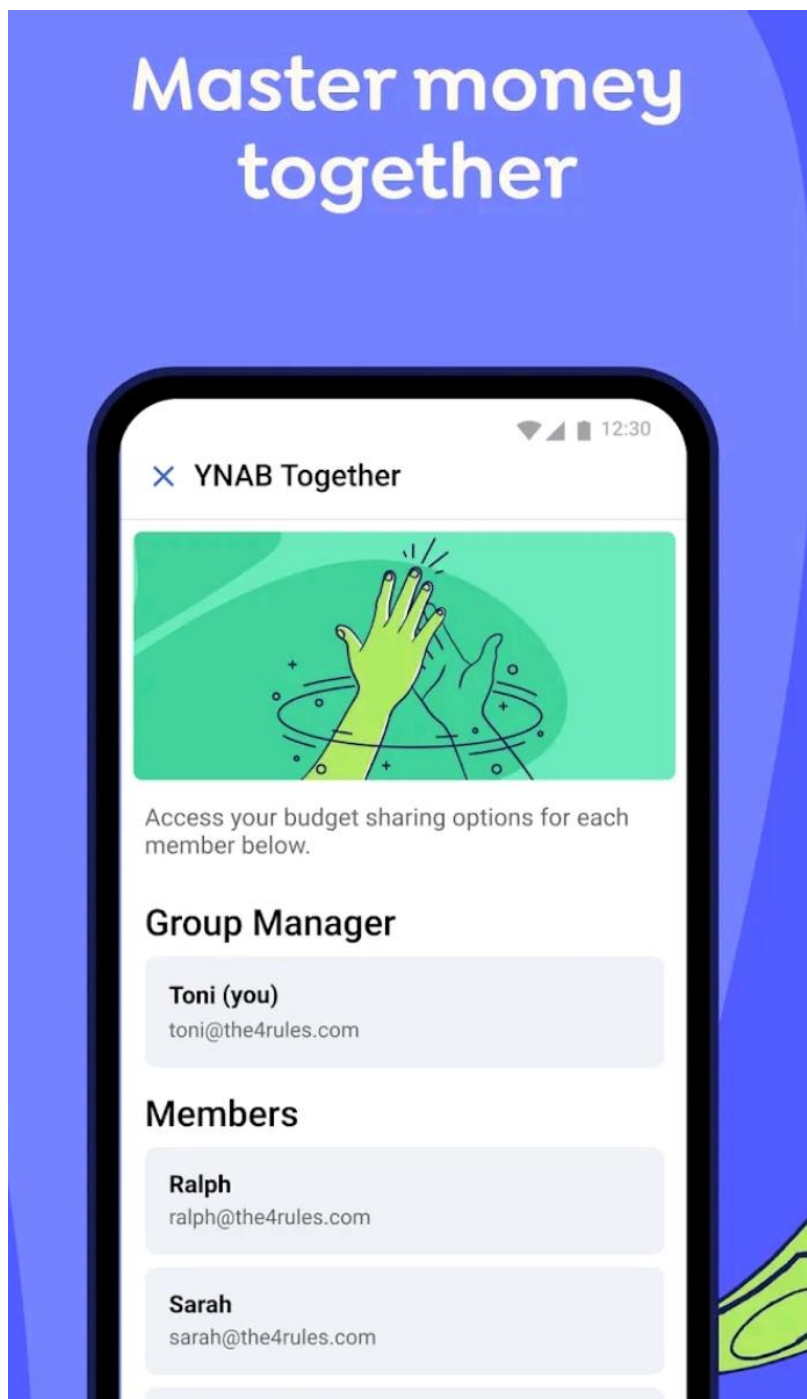 Master money
together
12:30
YNAB Together
Access your budget sharing options for each
member below.
Group Manager
Toni (you)
toni@the4rules.com
Members
Ralph
ralph@the4rules.com
Sarah
sarah@the4rules.com